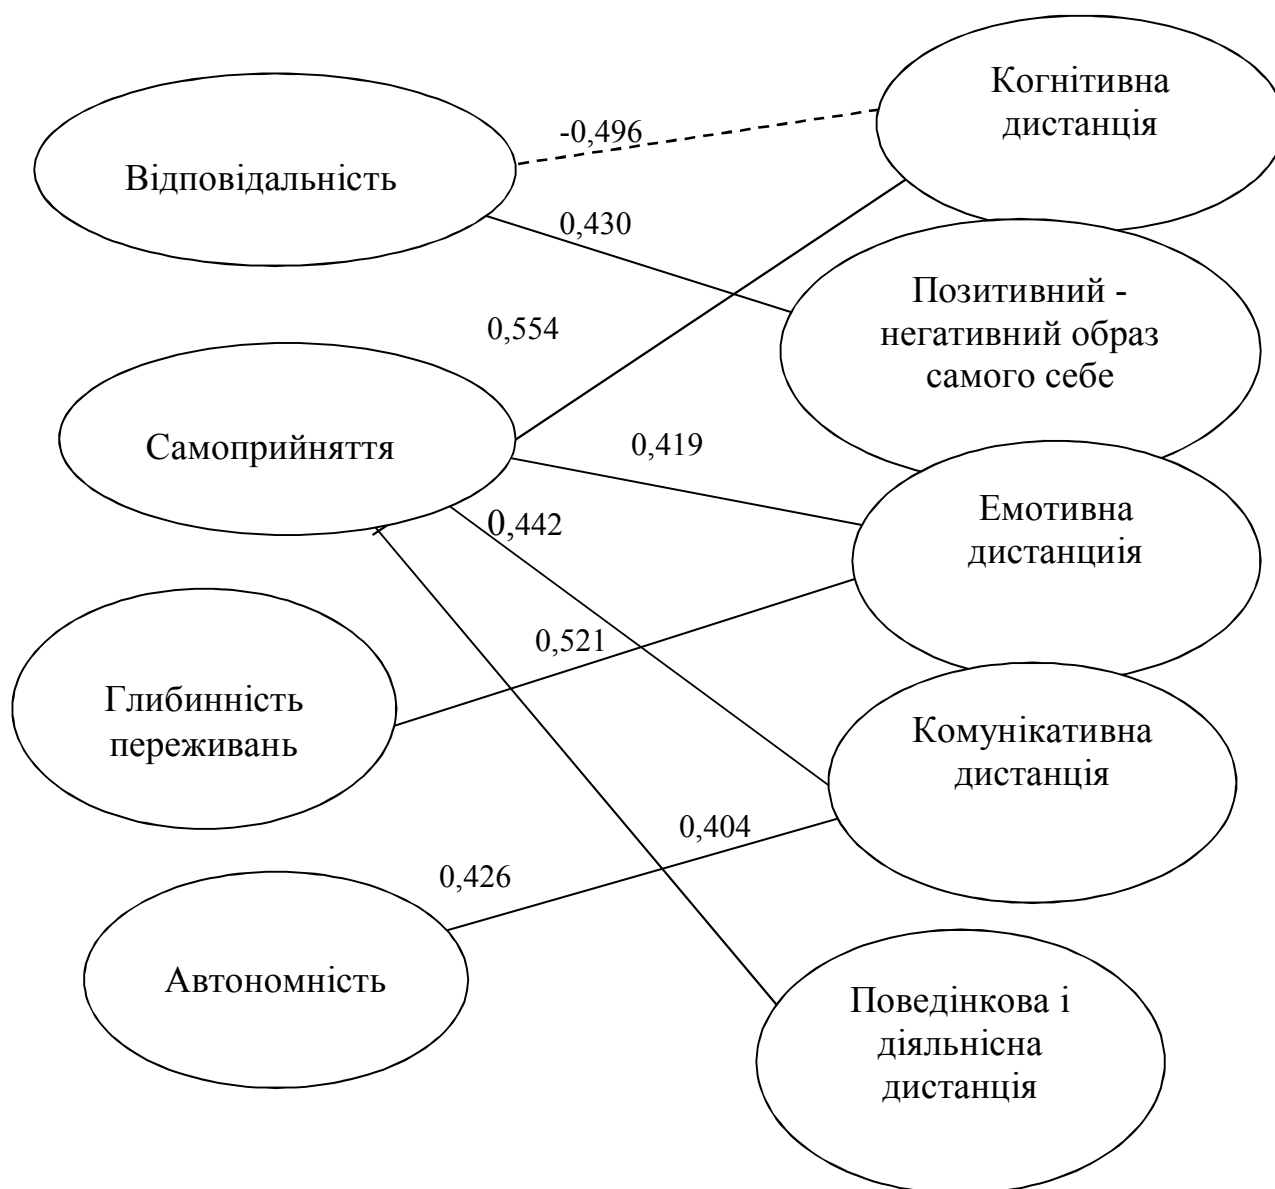 Когнітивна
дистанція
-0,496
Відповідальність
0,430
Позитивний -
негативний образ
самого себе
0,554
Самоприйняття
0,419
Емотивна
дистанциія
0,442
0,521
Глибинність
переживань
Комунікативна
дистанція
0,404
0,426
Автономність
Поведінкова і
діяльнісна
дистанція